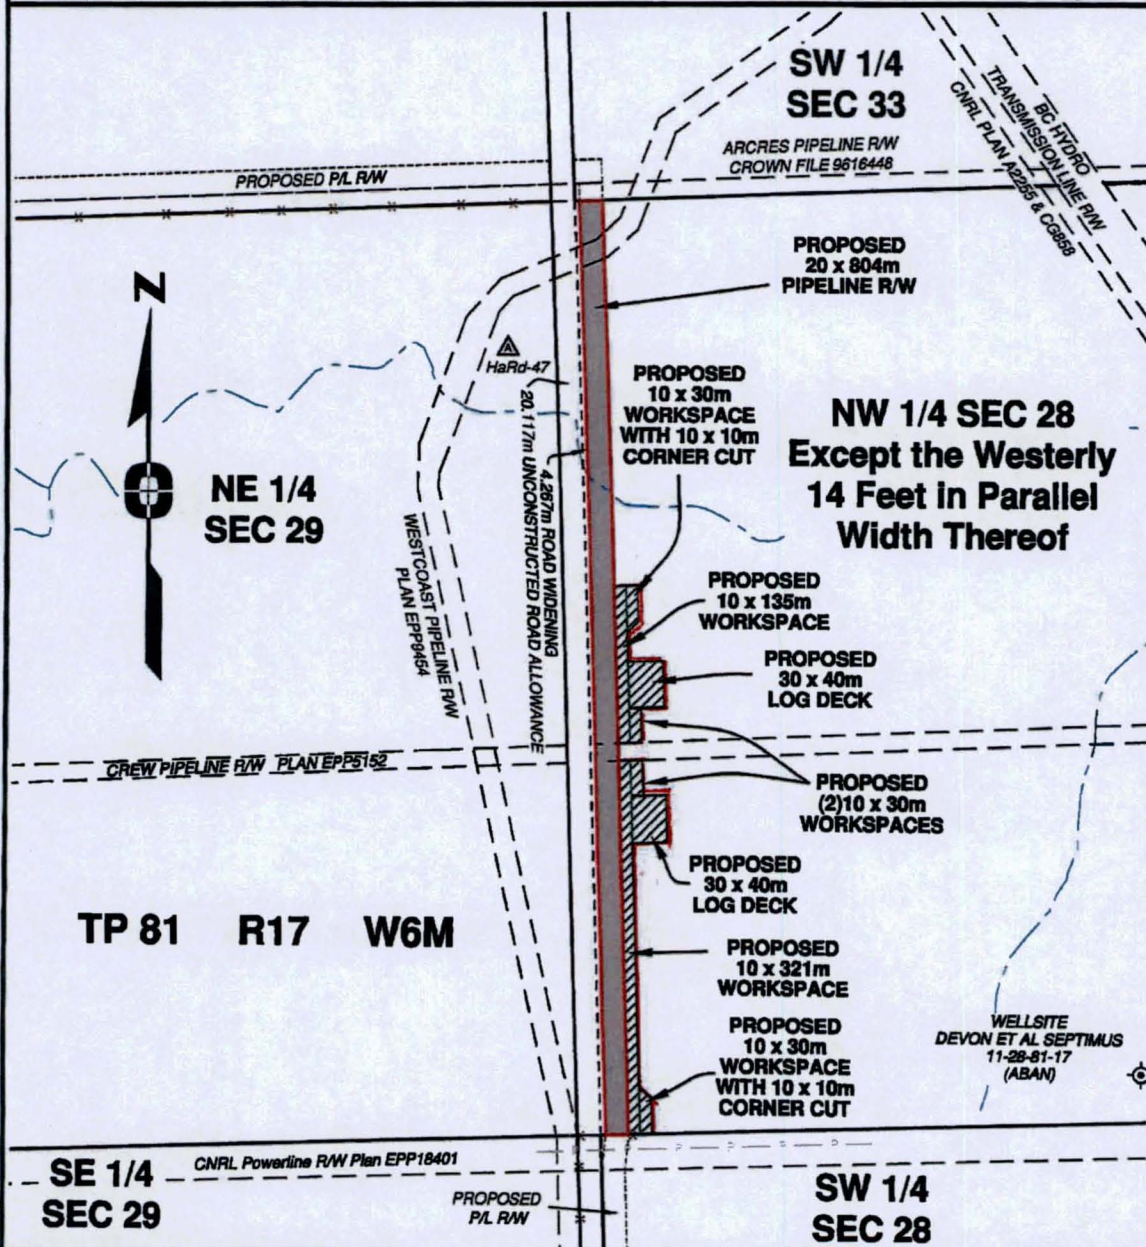 SW 1/4
SEC 33
ARCRES PIPELINE R/W
CROWN FILE 9616448
BC HYDRO
TRANSMISSION LINE R/W
CNRL PLAN A2255 & CG858
PROPOSED P/L R/W
PROPOSED
20 x 804m
PIPELINE R/W
N
HaRd-47
PROPOSED
10 x 30m
WORKSPACE
WITH 10 x 10m
CORNER CUT
NW 1/4 SEC 28
Except the Westerly
14 Feet in Parallel
Width Thereof
NE 1/4
SEC 29
4.267m ROAD WIDENING
20.117m UNCONSTRUCTED ROAD ALLOWANCE
WESTCOAST PIPELINE R/W
PLAN EPP9454
PROPOSED
10 x 135m
WORKSPACE
PROPOSED
30 x 40m
LOG DECK
CREW PIPELINE R/W PLAN EPP5152
PROPOSED
(2)10 x 30m
WORKSPACES
PROPOSED
30 x 40m
LOG DECK
TP 81 R17 W6M
PROPOSED
10 x 321m
WORKSPACE
PROPOSED
10 x 30m
WORKSPACE
WITH 10 x 10m
CORNER CUT
WELLSITE
DEVON ET AL SEPTIMUS
11-28-81-17
(ABAN)
SE 1/4
SEC 29
CNRL Powerline R/W Plan EPP18401
PROPOSED
P/L R/W
SW 1/4
SEC 28